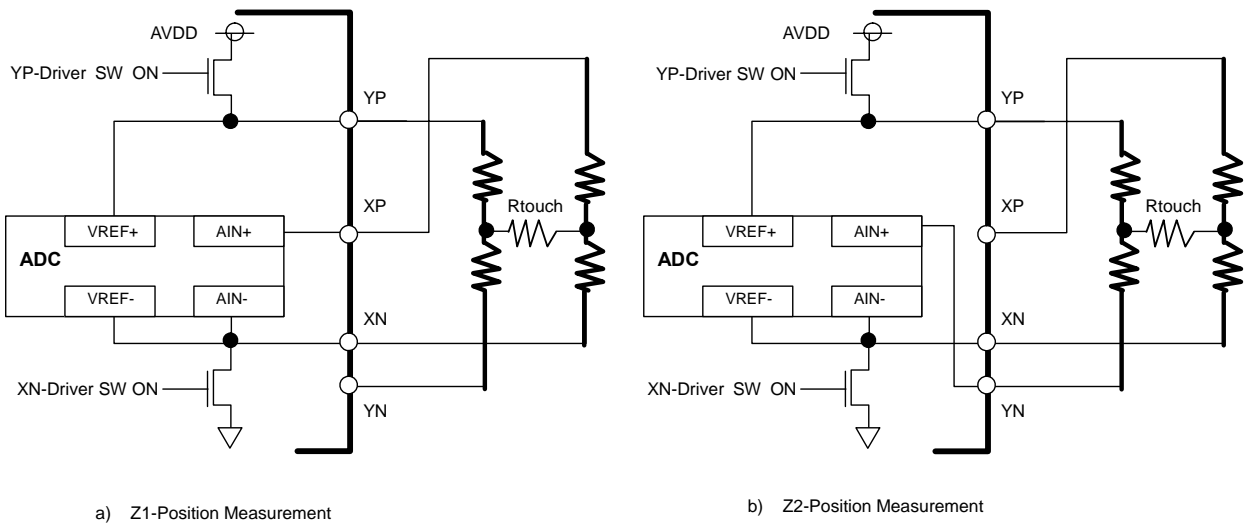 AVDD
YP-Driver SW ON
YP
XP
Rtouch
VREF+
AIN+
ADC
VREF-
AIN-
XN
XN-Driver SW ON
YN
a) Z1-Position Measurement
AVDD
YP-Driver SW ON
YP
XP
Rtouch
VREF+
AIN+
ADC
VREF-
AIN-
XN
XN-Driver SW ON
YN
b) Z2-Position Measurement